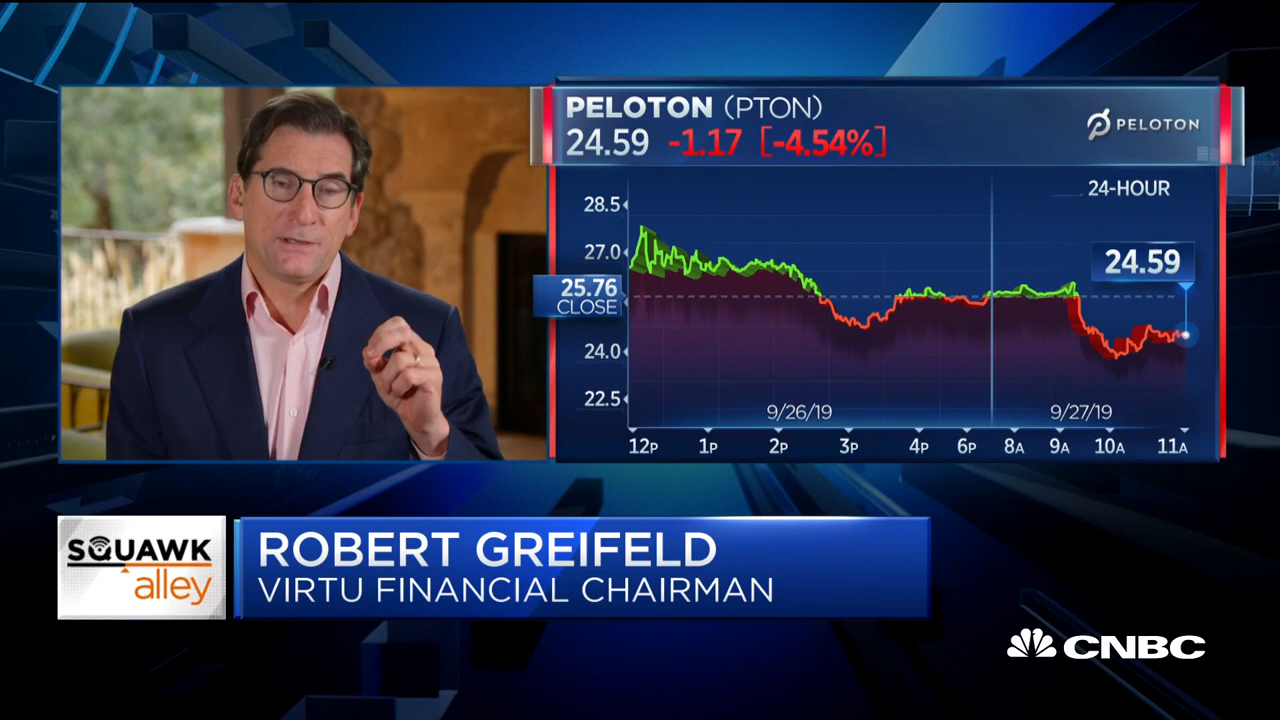 PELOTON (PTON)
24.59 -1.17 [-4.54%]
PELOTON
24-HOUR
28.5
27.0
25.76
CLOSE
24.0
22.5
24.59
9/26/19 9/27/19
12P 1P 2P 3P 4P 6P 8A 9A 10A 11A
SQUAWK
alley
ROBERT GREIFELD
VIRTU FINANCIAL CHAIRMAN
CNBC